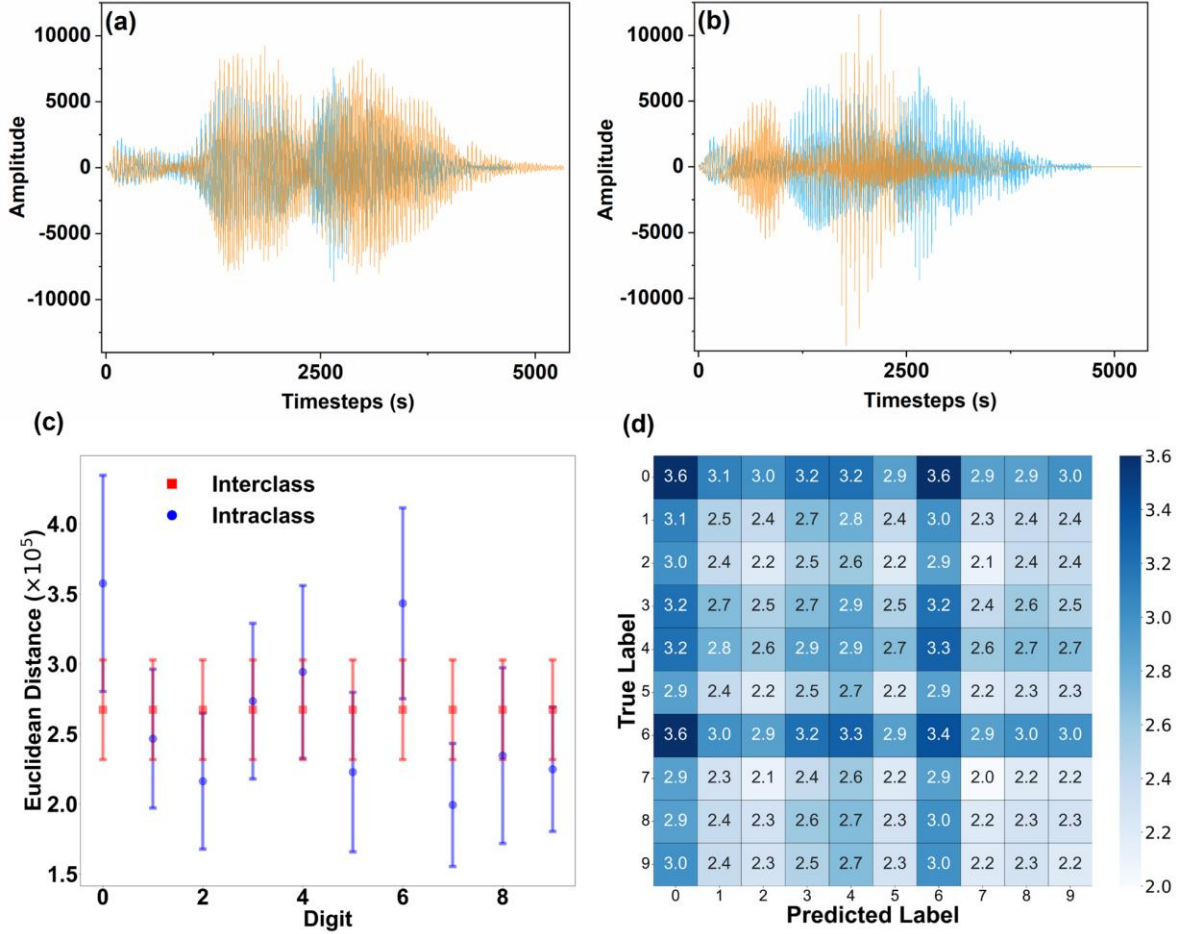 (a)
10000
5000
0
-5000
-10000
Amplitude
0 2500 5000
Timesteps (s)
(b)
10000
5000
0
-5000
-10000
Amplitude
0 2500 5000
Timesteps (s)
(c)
Interclass
Intraclass
4.0
3.5
3.0
2.5
2.0
1.5
Euclidean Distance (×10⁵)
0 2 4 6 8
Digit
(d)
True Label
0 3.6 3.1 3.0 3.2 3.2 2.9 3.6 2.9 2.9 3.0
1 3.1 2.5 2.4 2.7 2.8 2.4 3.0 2.3 2.4 2.4
2 3.0 2.4 2.2 2.5 2.6 2.2 2.9 2.1 2.4 2.4
3 3.2 2.7 2.5 2.7 2.9 2.5 3.2 2.4 2.6 2.5
4 3.2 2.8 2.6 2.9 2.9 2.7 3.3 2.6 2.7 2.7
5 2.9 2.4 2.2 2.5 2.7 2.2 2.9 2.2 2.3 2.3
6 3.6 3.0 2.9 3.2 3.3 2.9 3.4 2.9 3.0 3.0
7 2.9 2.3 2.1 2.4 2.6 2.2 2.9 2.0 2.2 2.2
8 2.9 2.4 2.3 2.6 2.7 2.3 3.0 2.2 2.3 2.3
9 3.0 2.4 2.3 2.5 2.7 2.3 3.0 2.2 2.3 2.2
0 1 2 3 4 5 6 7 8 9
Predicted Label
3.6
3.4
3.2
3.0
2.8
2.6
2.4
2.2
2.0